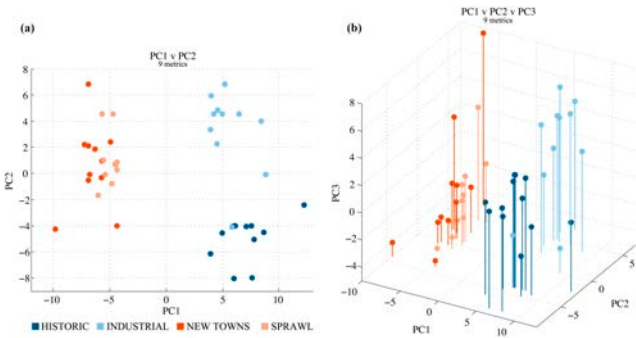 (a)
PC1 v PC2
9 metrics
8
6
4
2
0
−2
−4
−6
−8
PC2
−10
−5
0
5
10
PC1
(b)
PC1 v PC2 v PC3
9 metrics
8
6
4
2
0
−2
−4
PC3
−10
−5
0
5
10
PC1
−5
0
5
PC2
HISTORIC INDUSTRIAL NEW TOWNS SPRAWL